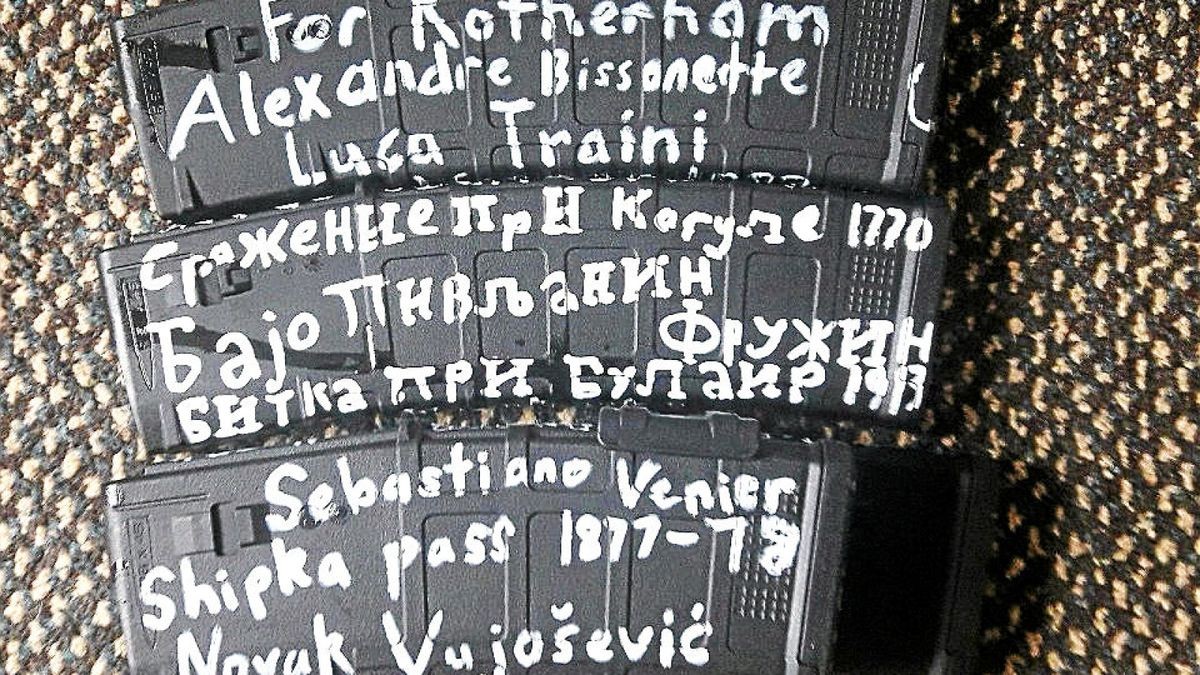 For Rotherham
Alexandre Bissonette
Luca Traini
Сражение при Кагуле 1770
Бајо Пивљанин
Фружин
Битка при Булаир 1913
Sebastiano Venier
Shipka pass 1877-78
Novak Vujošević